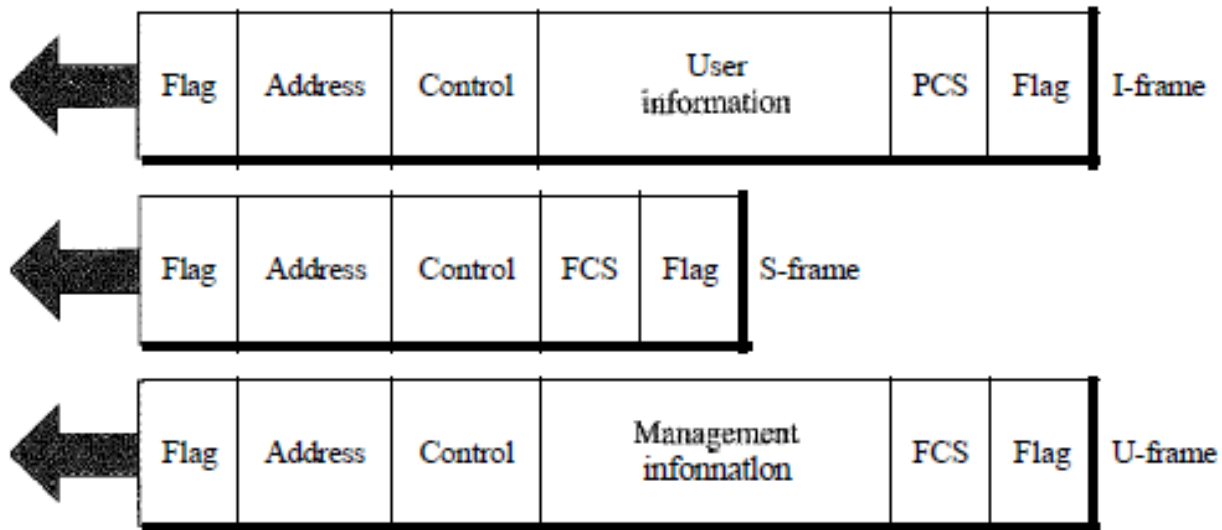 Flag Address Control User information PCS Flag I-frame
Flag Address Control FCS Flag S-frame
Flag Address Control Management infonnatlon FCS Flag U-frame